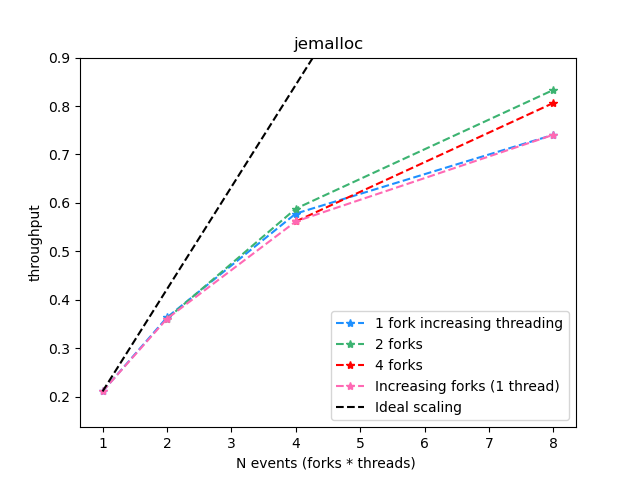 jemalloc
throughput
0.9
0.8
0.7
0.6
0.5
0.4
0.3
0.2
1 fork increasing threading
2 forks
4 forks
Increasing forks (1 thread)
Ideal scaling
1 2 3 4 5 6 7 8
N events (forks * threads)